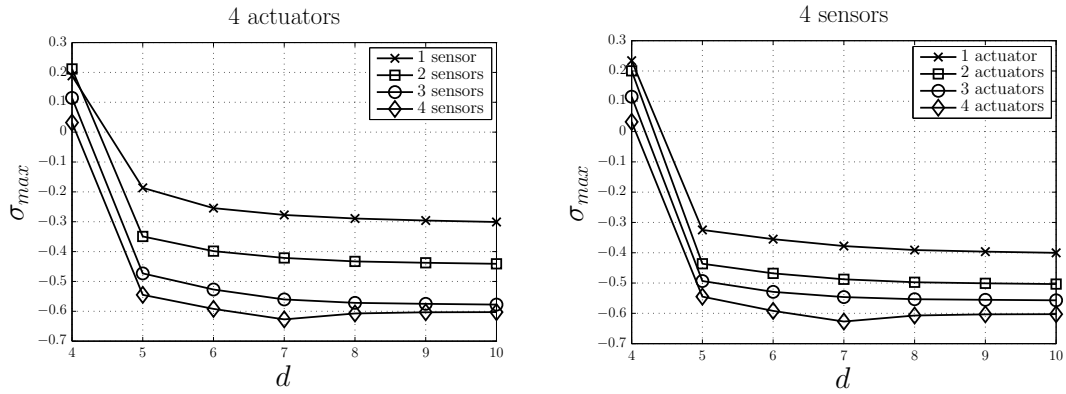 4 actuators
0.3
0.2
0.1
0
−0.1
−0.2
−0.3
−0.4
−0.5
−0.6
−0.7
σmax
4 5 6 7 8 9 10
d
1 sensor
2 sensors
3 sensors
4 sensors
4 sensors
0.3
0.2
0.1
0
−0.1
−0.2
−0.3
−0.4
−0.5
−0.6
−0.7
σmax
4 5 6 7 8 9 10
d
1 actuator
2 actuators
3 actuators
4 actuators